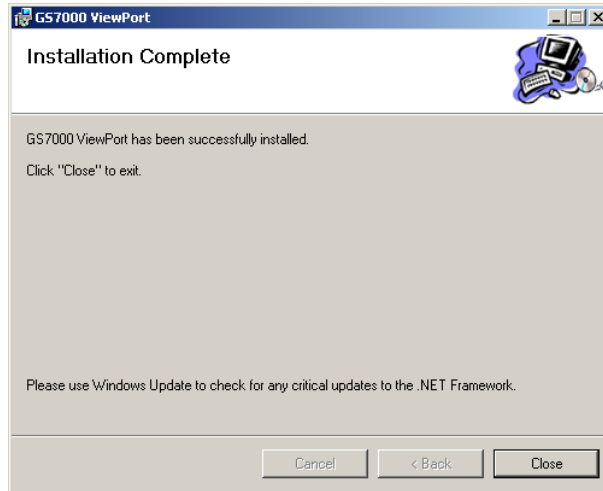 GS7000 ViewPort
Installation Complete
GS7000 ViewPort has been successfully installed.
Click "Close" to exit.
Please use Windows Update to check for any critical updates to the .NET Framework.
Cancel
< Back
Close